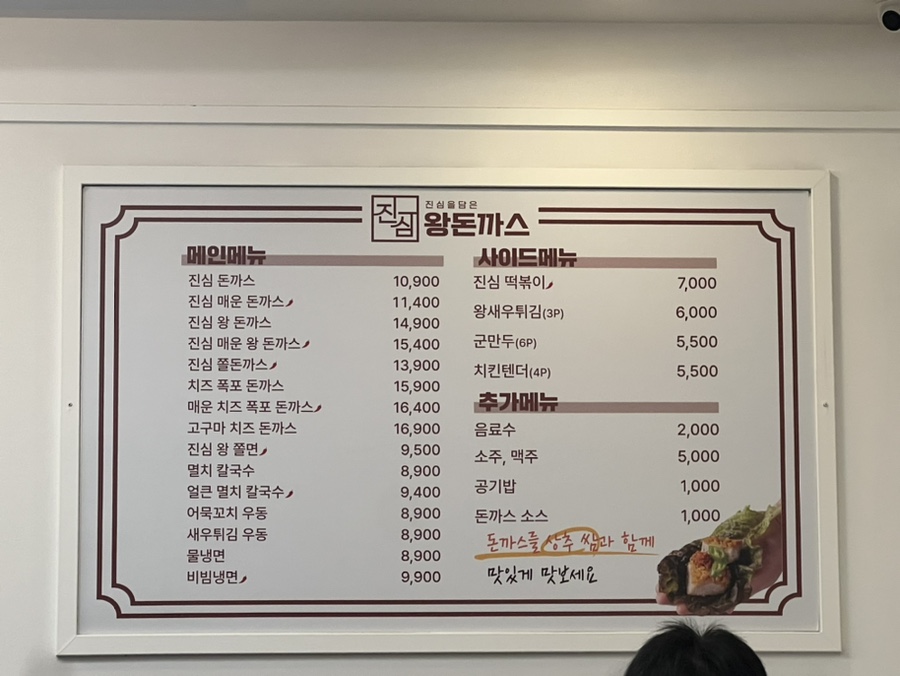 진심
진심을담은
왕돈까스
메인메뉴
진심 돈까스 10,900
진심 매운 돈까스 11,400
진심 왕 돈까스 14,900
진심 매운 왕 돈까스 15,400
진심 쫄돈까스 13,900
치즈 폭포 돈까스 15,900
매운 치즈 폭포 돈까스 16,400
고구마 치즈 돈까스 16,900
진심 왕 쫄면 9,500
멸치 칼국수 8,900
얼큰 멸치 칼국수 9,400
어묵꼬치 우동 8,900
새우튀김 우동 8,900
물냉면 8,900
비빔냉면 9,900
사이드메뉴
진심 떡볶이 7,000
왕새우튀김(3P) 6,000
군만두(6P) 5,500
치킨텐더(4P) 5,500
추가메뉴
음료수 2,000
소주, 맥주 5,000
공기밥 1,000
돈까스 소스 1,000
돈까스를 상추 쌈과 함께
맛있게 맛보세요